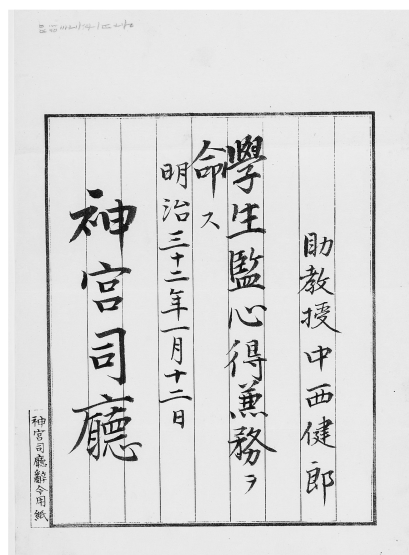 助教授中西健郎
學生監心得兼務ヲ
命ス
明治三十二年一月十二日
神宮司廳
神宮司廳辭令用紙